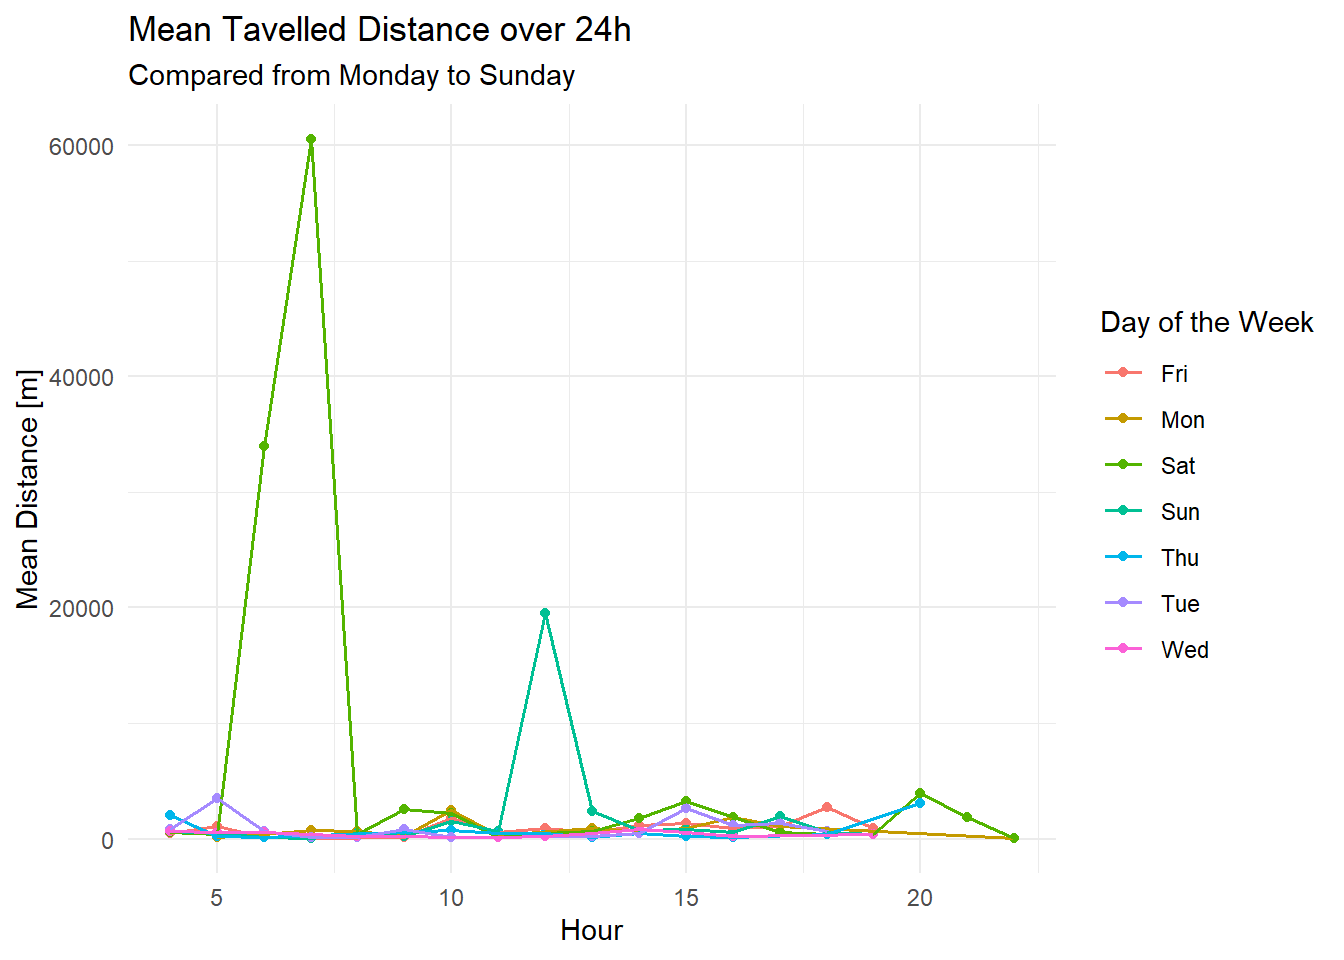 Mean Tavelled Distance over 24h
Compared from Monday to Sunday
60000
40000
20000
0
Mean Distance [m]
5
10
15
20
Hour
Day of the Week
Fri
Mon
Sat
Sun
Thu
Tue
Wed